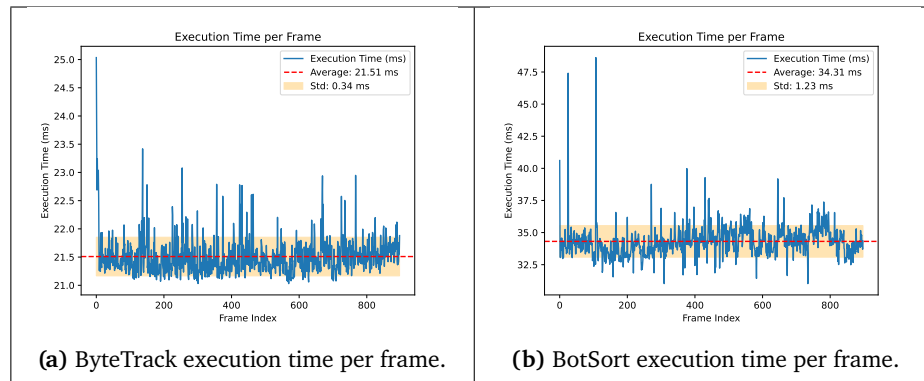 Execution Time per Frame
Execution Time (ms)
Average: 21.51 ms
Std: 0.34 ms
25.0
24.5
24.0
23.5
23.0
22.5
22.0
21.5
21.0
Execution Time (ms)
0 200 400 600 800
Frame Index
(a) ByteTrack execution time per frame.
Execution Time per Frame
Execution Time (ms)
Average: 34.31 ms
Std: 1.23 ms
47.5
45.0
42.5
40.0
37.5
35.0
32.5
Execution Time (ms)
0 200 400 600 800
Frame Index
(b) BotSort execution time per frame.